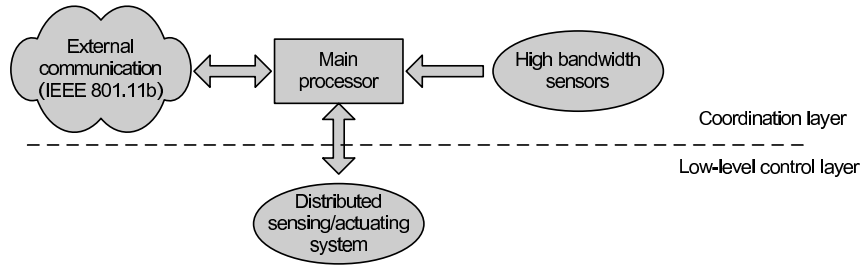 External
communication
(IEEE 801.11b)
Main
processor
High bandwidth
sensors
Coordination layer
Low-level control layer
Distributed
sensing/actuating
system